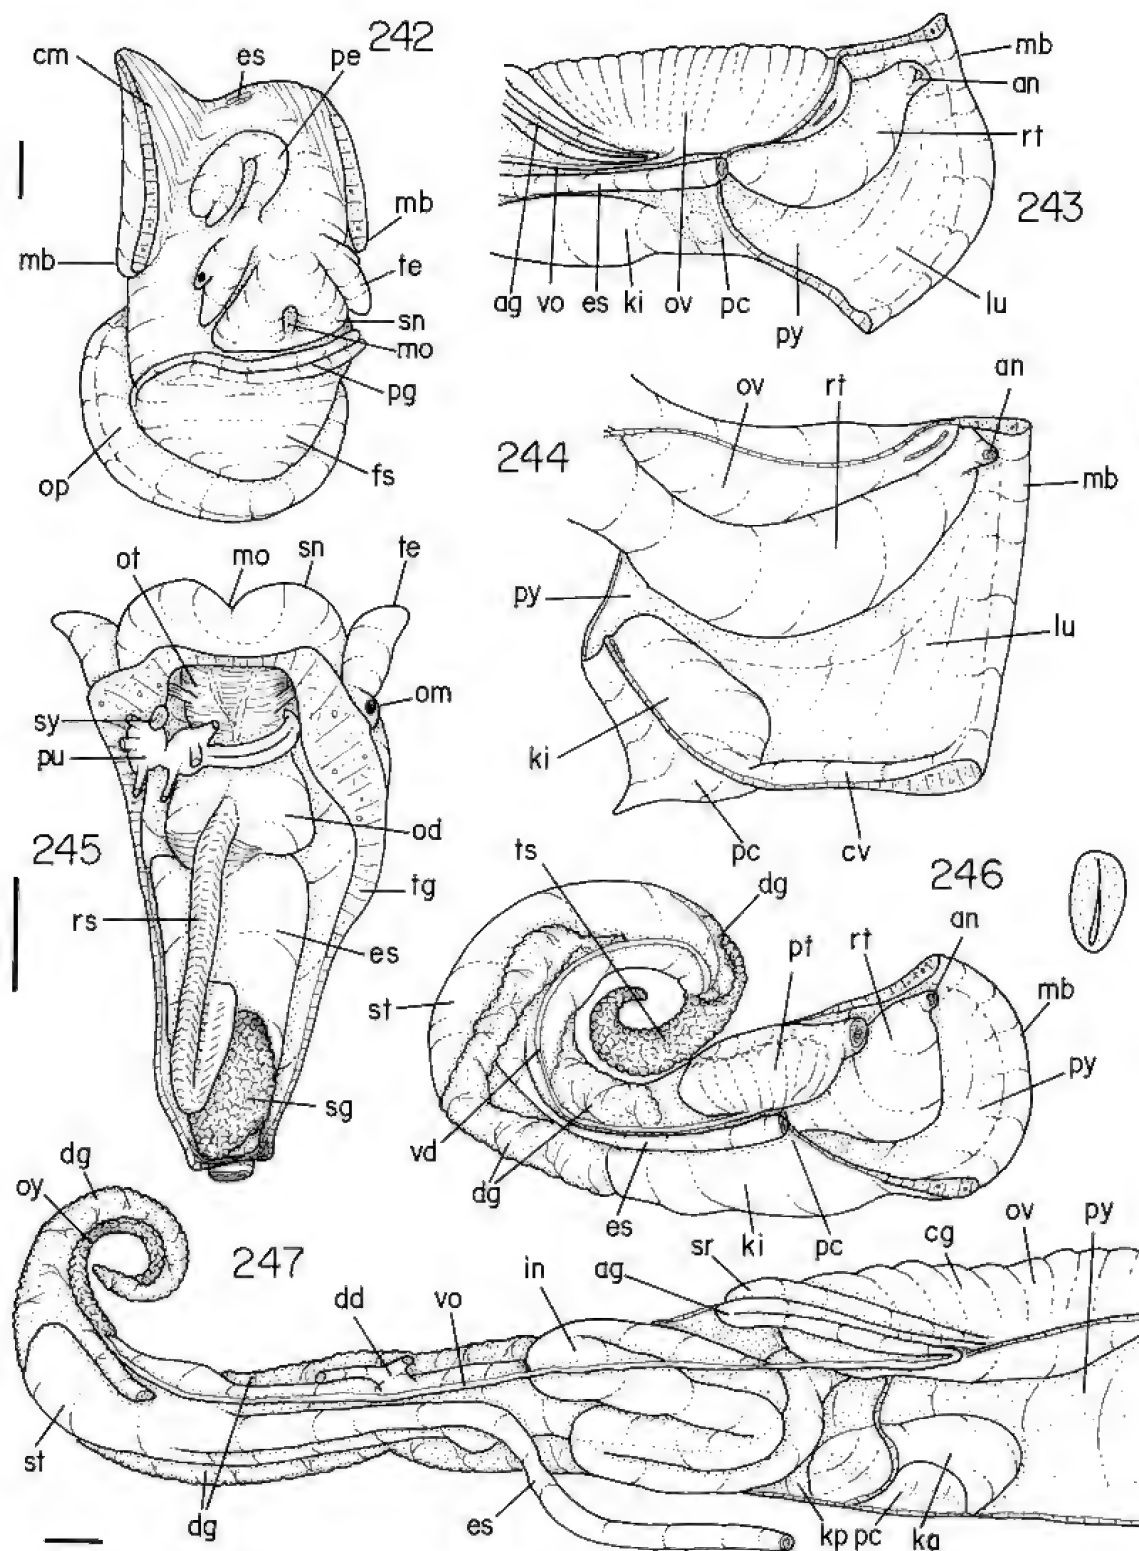 242
cm
es
pe
mb
mb
te
sn
mo
pg
op
fs
243
mb
an
rt
ag
vo
es
ki
ov
pc
py
lu
244
ov
rt
an
mb
py
lu
ki
pc
cv
245
ot
mo
sn
te
om
sy
pu
od
rs
fg
es
sg
246
ts
dg
pt
rt
an
mb
st
py
vd
dg
es
ki
pc
247
dg
oy
dd
vo
in
ag
sr
cg
ov
py
st
dg
es
kp
pc
ka